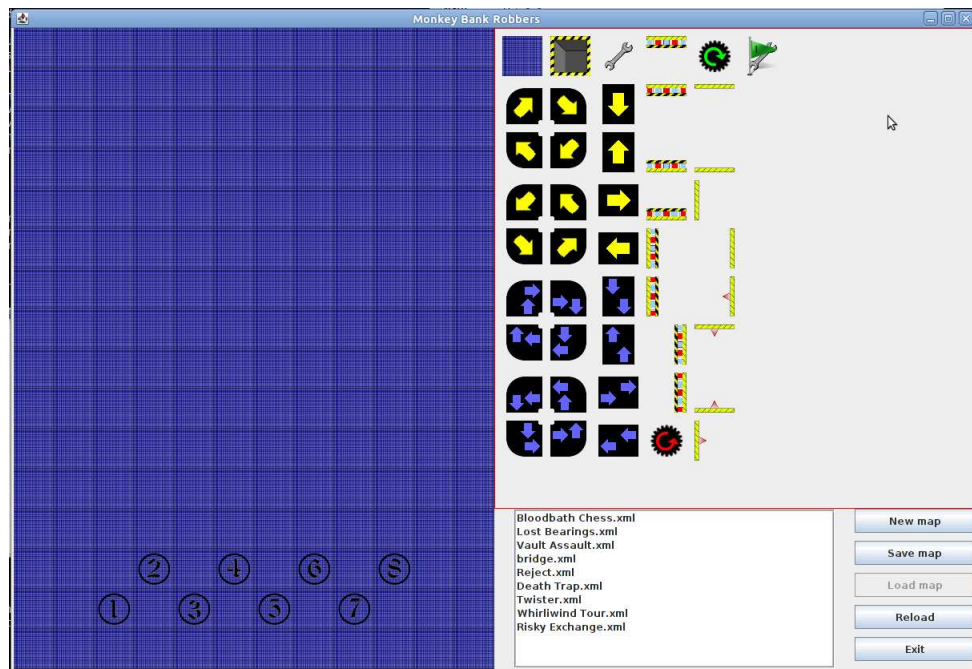 Monkey Bank Robbers
Bloodbath Chess.xml
Lost Bearings.xml
Vault Assault.xml
bridge.xml
Reject.xml
Death Trap.xml
Twister.xml
Whirliwind Tour.xml
Risky Exchange.xml
New map
Save map
Load map
Reload
Exit
2 4 6 8
1 3 5 7